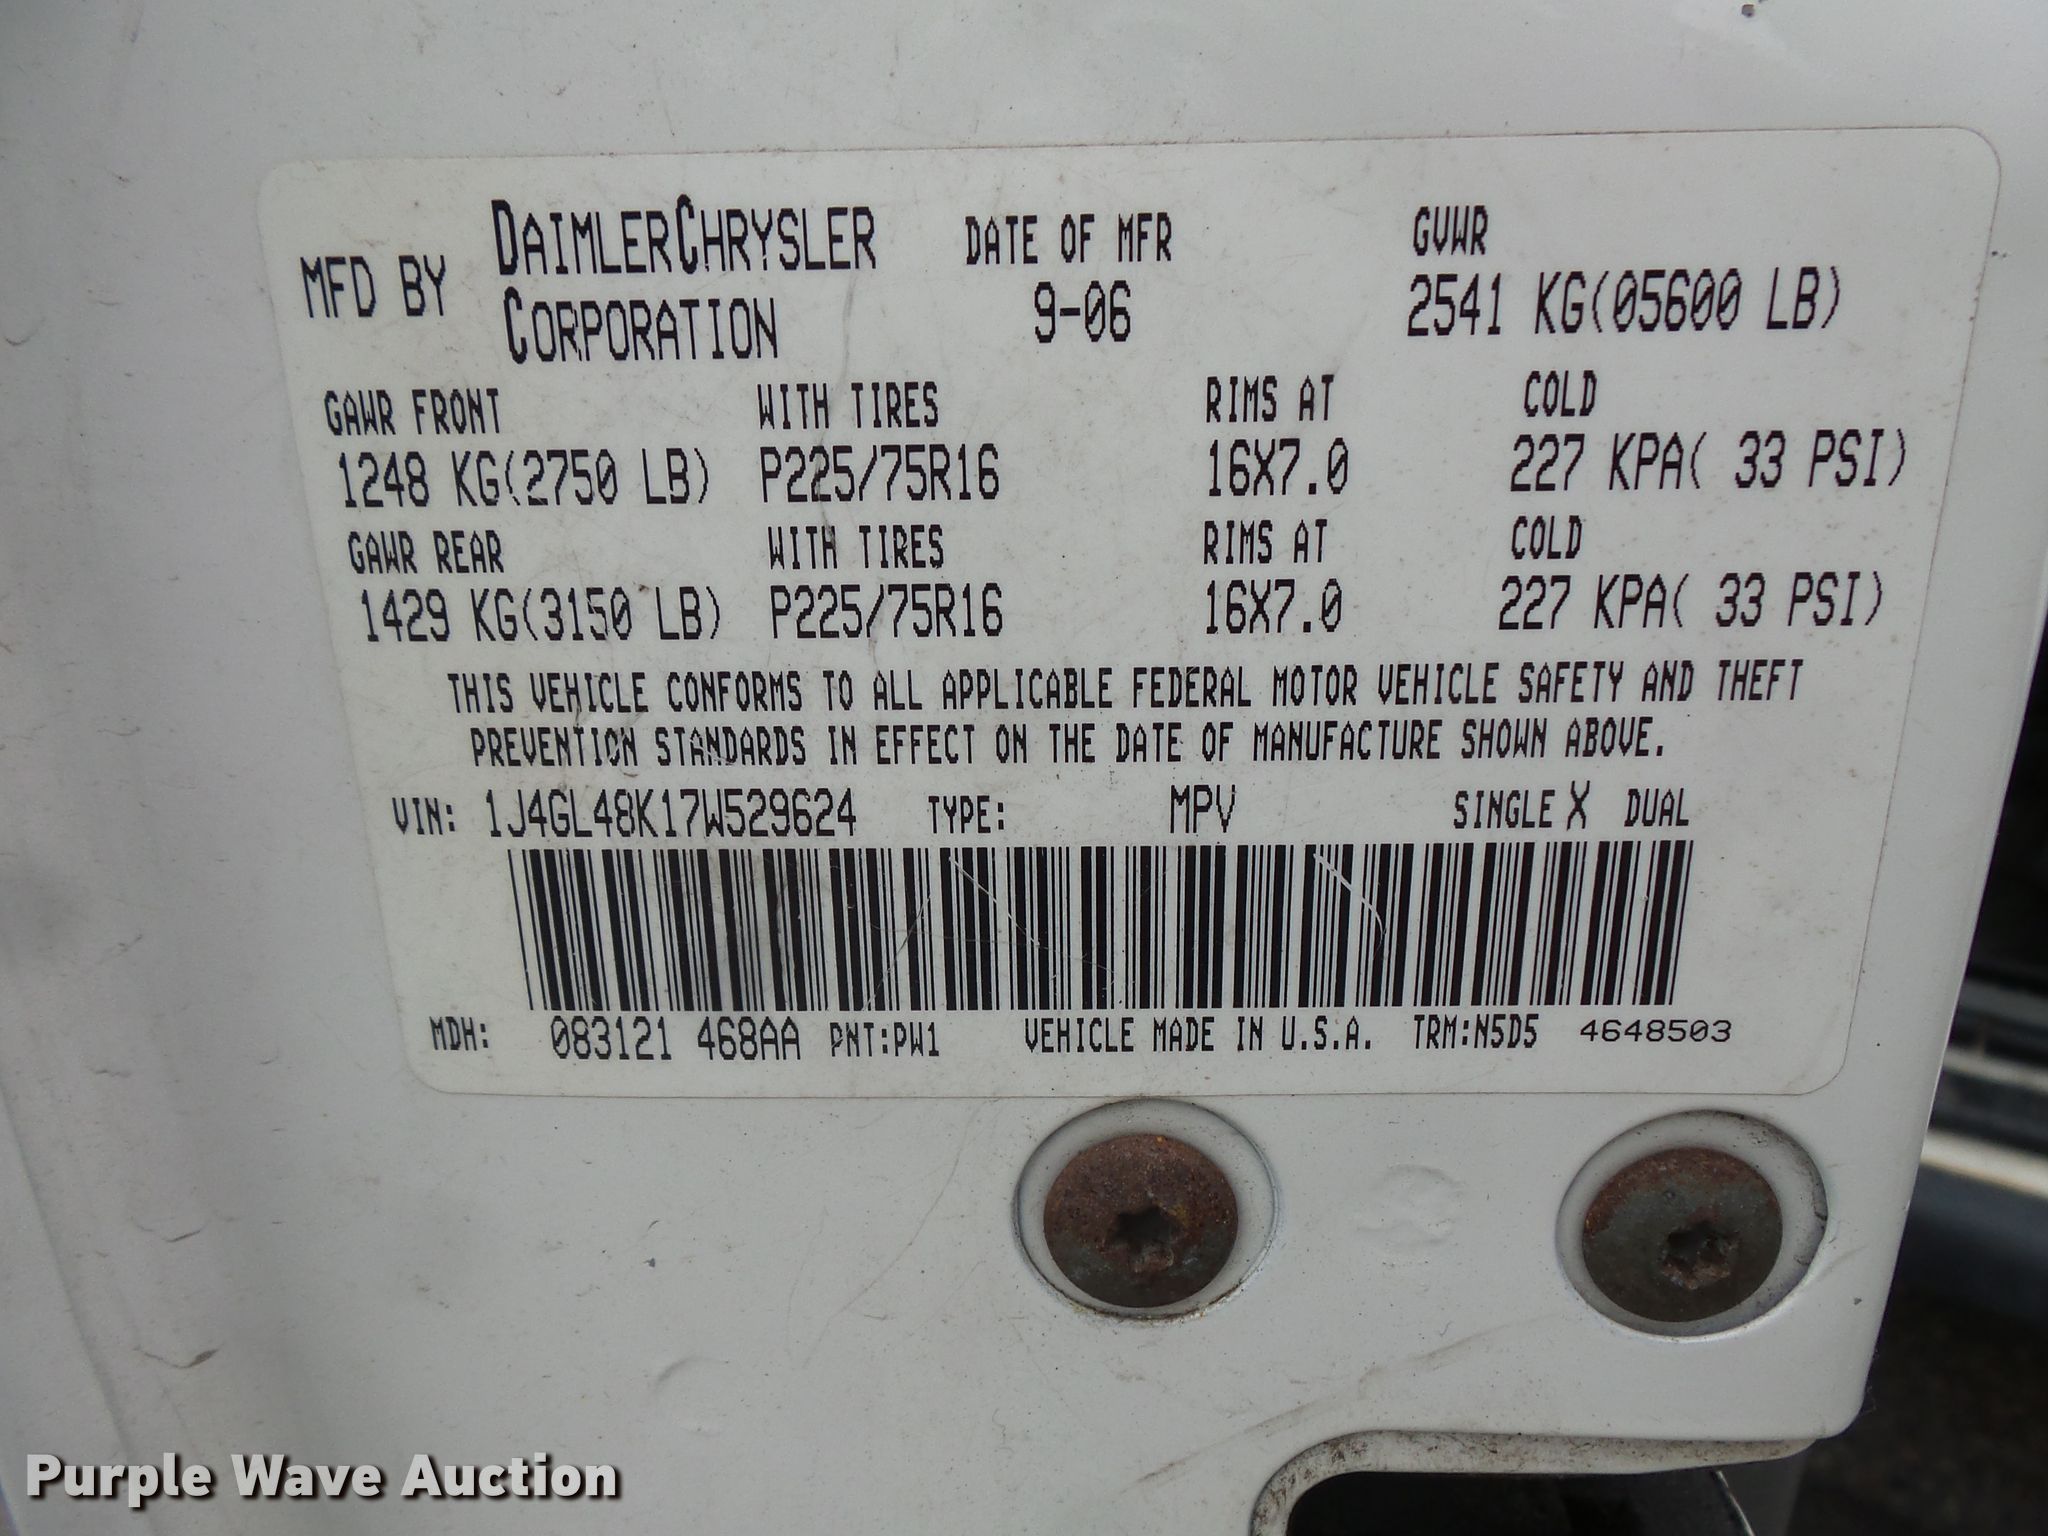 MFD BY DAIMLERCHRYSLER CORPORATION DATE OF MFR 9-06 GVWR 2541 KG(05600 LB)
GAWR FRONT WITH TIRES RIMS AT COLD
1248 KG(2750 LB) P225/75R16 16X7.0 227 KPA( 33 PSI)
GAWR REAR WITH TIRES RIMS AT COLD
1429 KG(3150 LB) P225/75R16 16X7.0 227 KPA( 33 PSI)
THIS VEHICLE CONFORMS TO ALL APPLICABLE FEDERAL MOTOR VEHICLE SAFETY AND THEFT
PREVENTION STANDARDS IN EFFECT ON THE DATE OF MANUFACTURE SHOWN ABOVE.
VIN: 1J4GL48K17W529624 TYPE: MPV SINGLE X DUAL
MDH: 083121 468AA PNT:PW1 VEHICLE MADE IN U.S.A. TRM:N5D5 4648503
Purple Wave Auction